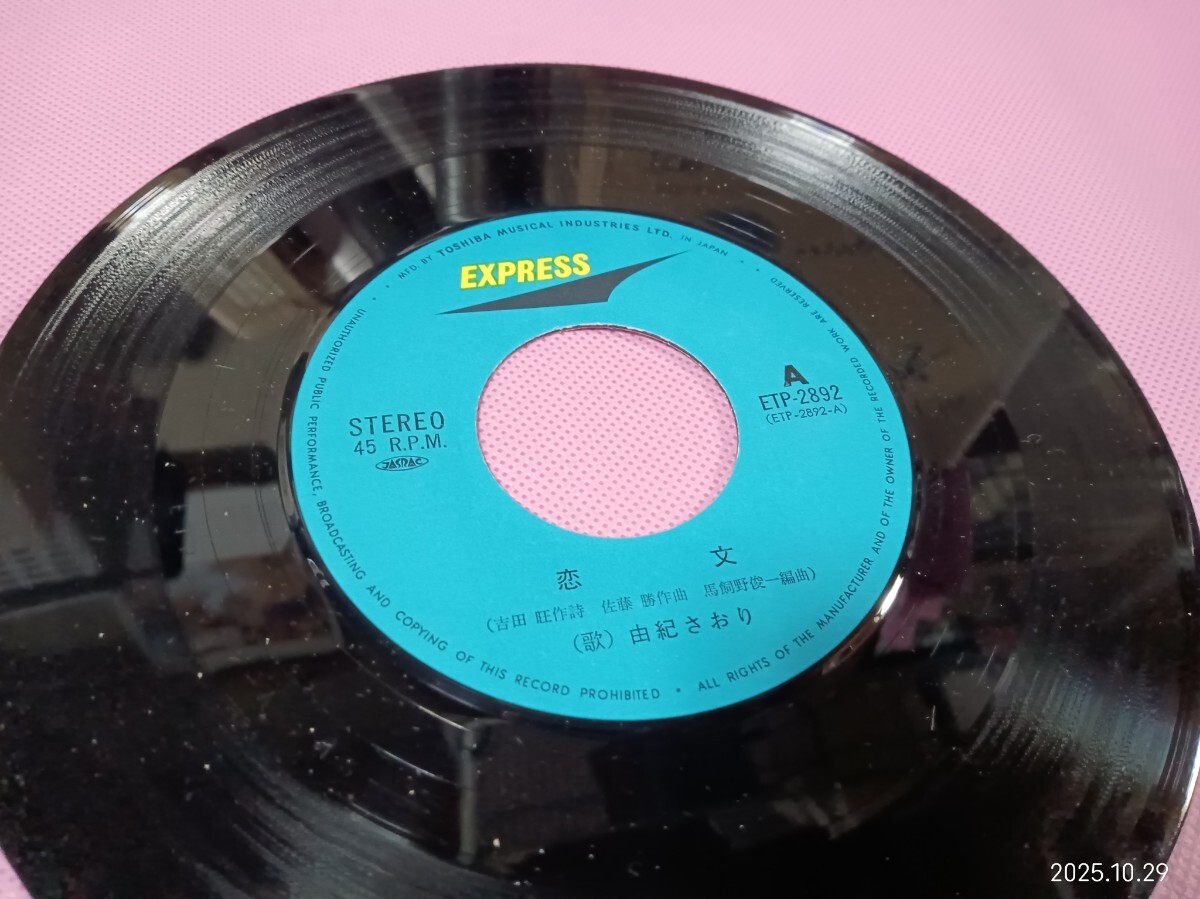 MFD BY TOSHIBA MUSICAL INDUSTRIES LTD. IN JAPAN
EXPRESS
A
ETP-2892
(ETP-2892-A)
STEREO
45 R.P.M.
JASRAC
恋 文
(吉田 旺作詩 佐藤 勝作曲 馬飼野俊一編曲)
(歌) 由紀さおり
UNAUTHORIZED PUBLIC PERFORMANCE, BROADCASTING AND COPYING OF THIS RECORD PROHIBITED • ALL RIGHTS OF THE MANUFACTURER AND OF THE OWNER OF THE RECORDED WORK ARE RESERVED
2025.10.29